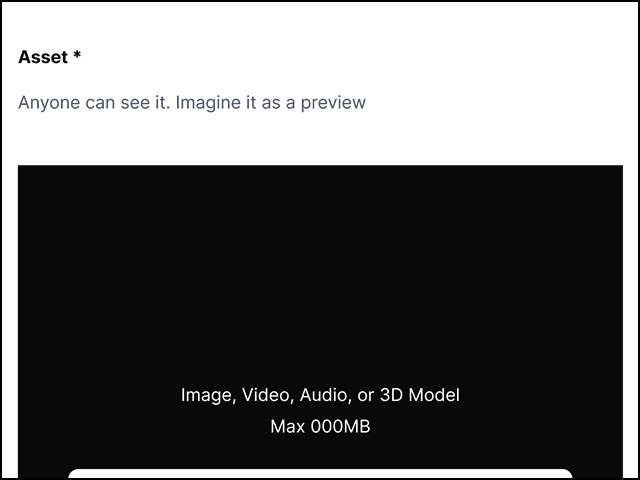 Asset *
Anyone can see it. Imagine it as a preview
Image, Video, Audio, or 3D Model
Max 000MB